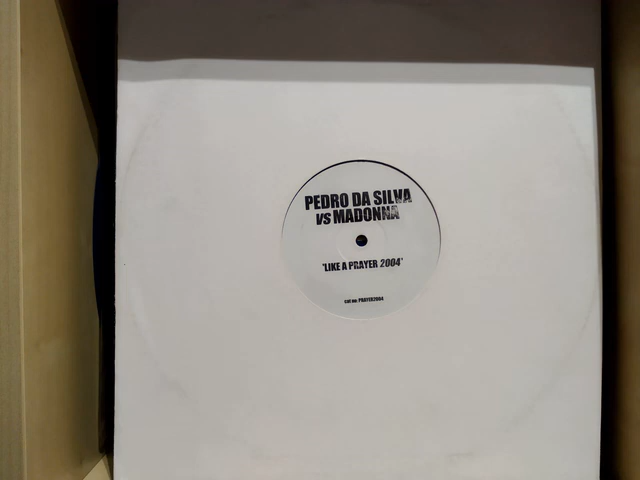 PEDRO DA SILVA
VS MADONNA
'LIKE A PRAYER 2004'
cat no: PRAYER2004